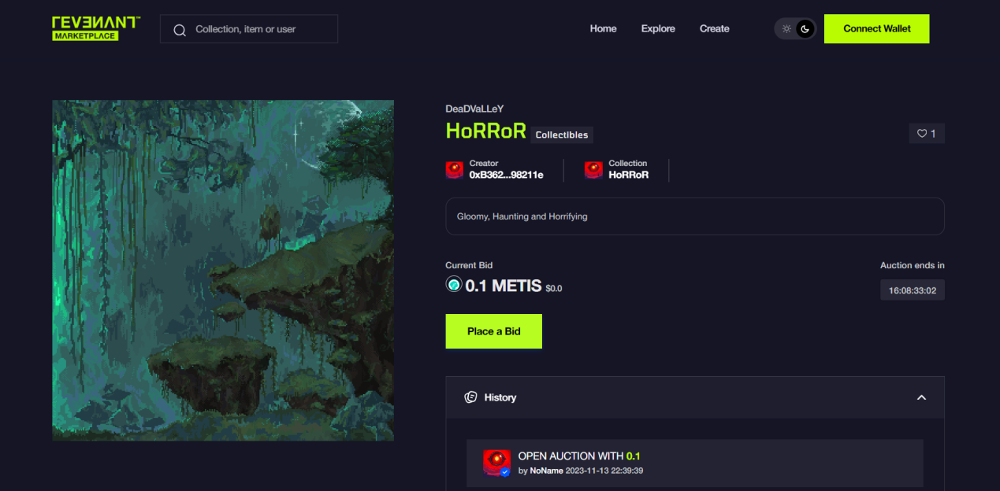 REVENANT™
MARKETPLACE
Collection, item or user
Home
Explore
Create
Connect Wallet
DeaDVaLLeY
HoRRoR
Collectibles
1
Creator
0xB362...98211e
Collection
HoRRoR
Gloomy, Haunting and Horrifying
Current Bid
Auction ends in
0.1 METIS $0.0
16:08:33:02
Place a Bid
History
OPEN AUCTION WITH 0.1
by NoName 2023-11-13 22:39:39